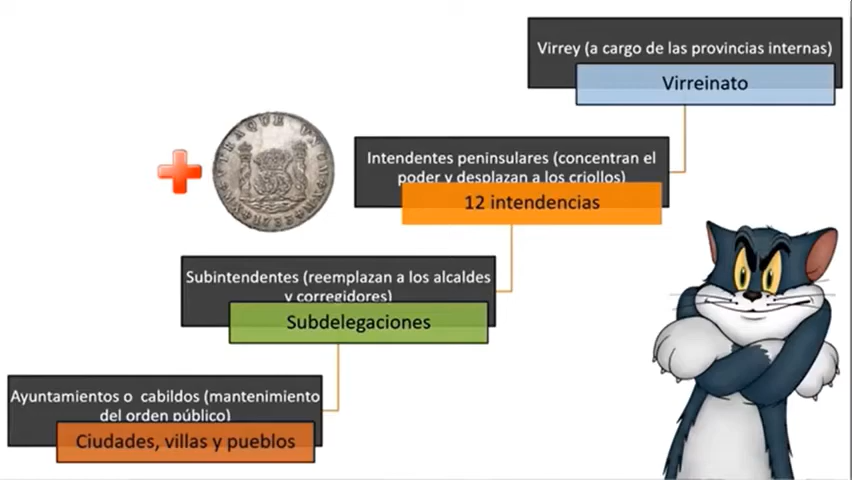 Virrey (a cargo de las provincias internas)
Virreinato
Intendentes peninsulares (concentran el
poder y desplazan a los criollos)
12 intendencias
Subintendentes (reemplazan a los alcaldes
y corregidores)
Subdelegaciones
Ayuntamientos o cabildos (mantenimiento
del orden público)
Ciudades, villas y pueblos